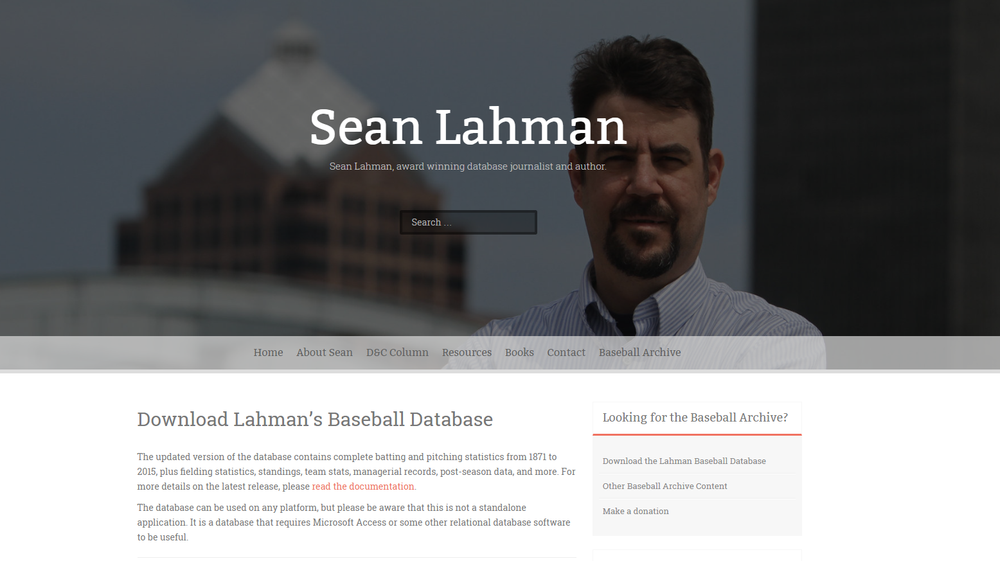 Sean Lahman
Sean Lahman, award winning database journalist and author.
Search ...
Home About Sean D&C Column Resources Books Contact Baseball Archive
Download Lahman’s Baseball Database
The updated version of the database contains complete batting and pitching statistics from 1871 to
2015, plus fielding statistics, standings, team stats, managerial records, post-season data, and more. For
more details on the latest release, please read the documentation.
The database can be used on any platform, but please be aware that this is not a standalone
application. It is a database that requires Microsoft Access or some other relational database software
to be useful.
Looking for the Baseball Archive?
Download the Lahman Baseball Database
Other Baseball Archive Content
Make a donation